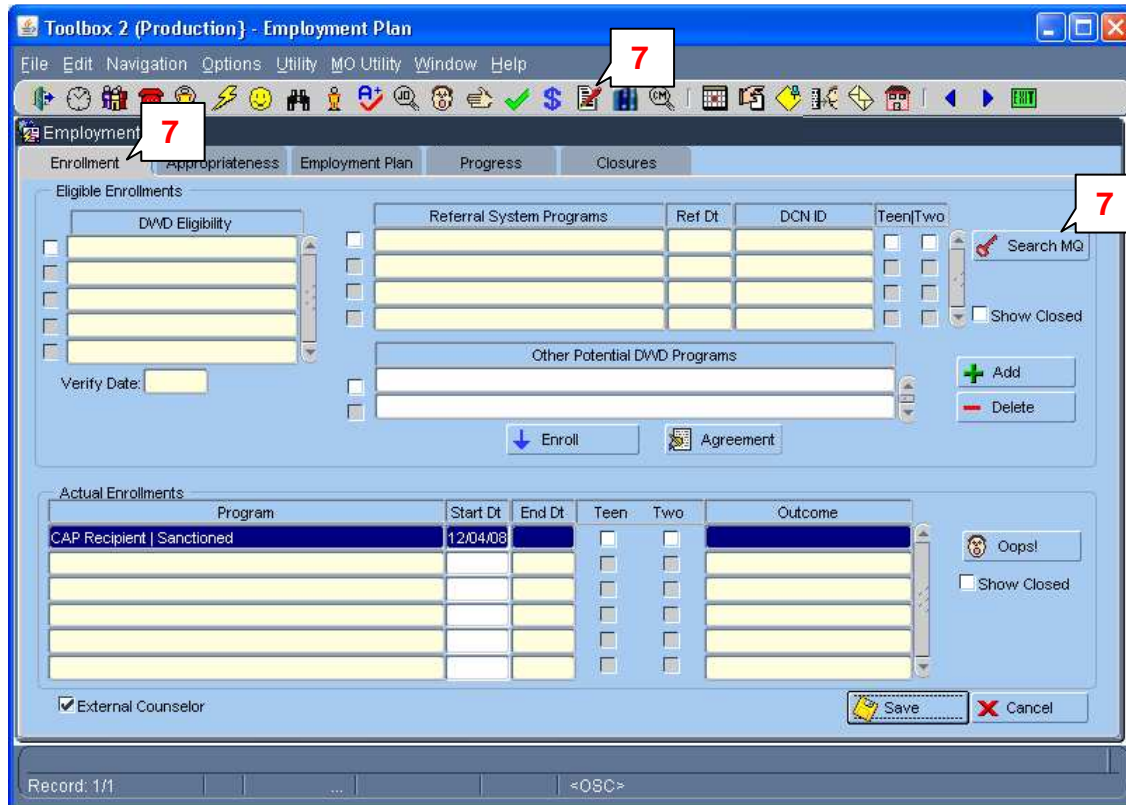 Toolbox 2 (Production} - Employment Plan
File Edit Navigation Options Utility MO Utility Window Help
7
JD CM EXIT
Employment
7
Enrollment Appropriateness Employment Plan Progress Closures
Eligible Enrollments
DWD Eligibility
Referral System Programs Ref Dt DCN ID Teen Two
7
Search MQ
Show Closed
Other Potential DWD Programs
Verify Date:
Add
Delete
Enroll Agreement
Actual Enrollments
Program Start Dt End Dt Teen Two Outcome
CAP Recipient | Sanctioned 12/04/08
Oops!
Show Closed
External Counselor
Save Cancel
Record: 1/1 ... <OSC>